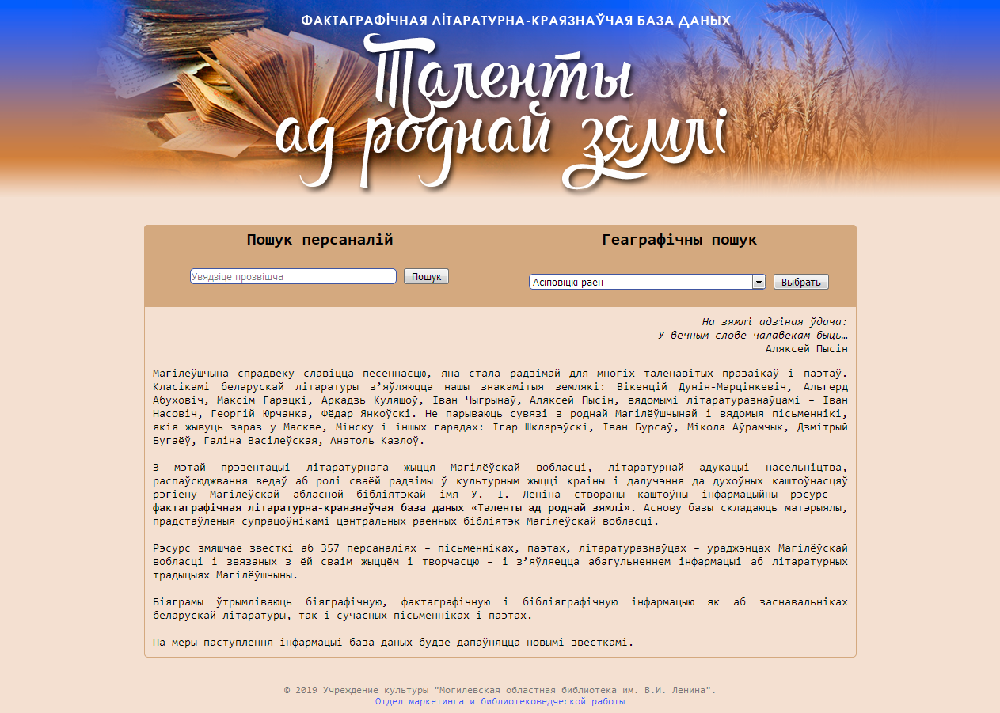 ФАКТАГРАФІЧНАЯ ЛІТАРАТУРНА-КРАЯЗНАЎЧАЯ БАЗА ДАНЫХ
Таленты
ад роднай зямлі
Пошук персаналій
Геаграфічны пошук
Увядзіце прозвішча
Пошук
Асіповіцкі раён
Выбрать
На зямлі адзіная ўдача:
У вечным слове чалавекам быць…
Аляксей Пысін
Магілёўшчына спрадвеку славіцца песеннасцю, яна стала радзімай для многіх таленавітых празаікаў і паэтаў.
Класікамі беларускай літаратуры з’яўляюцца нашы знакамітыя землякі: Вікенцій Дунін-Марцінкевіч, Альгерд
Абуховіч, Максім Гарэцкі, Аркадзь Куляшоў, Іван Чыгрынаў, Аляксей Пысін, вядомымі літаратуразнаўцамі – Іван
Насовіч, Георгій Юрчанка, Фёдар Янкоўскі. Не парываюць сувязі з роднай Магілёўшчынай і вядомыя пісьменнікі,
якія жывуць зараз у Маскве, Мінску і іншых гарадах: Ігар Шклярэўскі, Іван Бурсаў, Мікола Аўрамчык, Дзмітрый
Бугаёў, Галіна Васілеўская, Анатоль Казлоў.
З мэтай прэзентацыі літаратурнага жыцця Магілёўскай вобласці, літаратурнай адукацыі насельніцтва,
распаўсюджвання ведаў аб ролі сваёй радзімы ў культурным жыцці краіны і далучэння да духоўных каштоўнасцяў
рэгіёну Магілёўскай абласной бібліятэкай імя У. І. Леніна створаны каштоўны інфармацыйны рэсурс –
фактаграфічная літаратурна-краязнаўчая база даных «Таленты ад роднай зямлі». Аснову базы складаюць матэрыялы,
прадстаўленыя супрацоўнікамі цэнтральных раённых бібліятэк Магілёўскай вобласці.
Рэсурс змяшчае звесткі аб 357 персаналіях – пісьменніках, паэтах, літаратуразнаўцах – ураджэнцах Магілёўскай
вобласці і звязаных з ёй сваім жыццём і творчасцю – і з’яўляецца абагульненнем інфармацыі аб літаратурных
традыцыях Магілёўшчыны.
Біяграмы ўтрымліваюць біяграфічную, фактаграфічную і бібліяграфічную інфармацыю як аб заснавальніках
беларускай літаратуры, так і сучасных пісьменніках і паэтах.
Па меры паступлення інфармацыі база даных будзе дапаўняцца новымі звесткамі.
© 2019 Учреждение культуры "Могилевская областная библиотека им. В.И. Ленина".
Отдел маркетинга и библиотековедческой работы